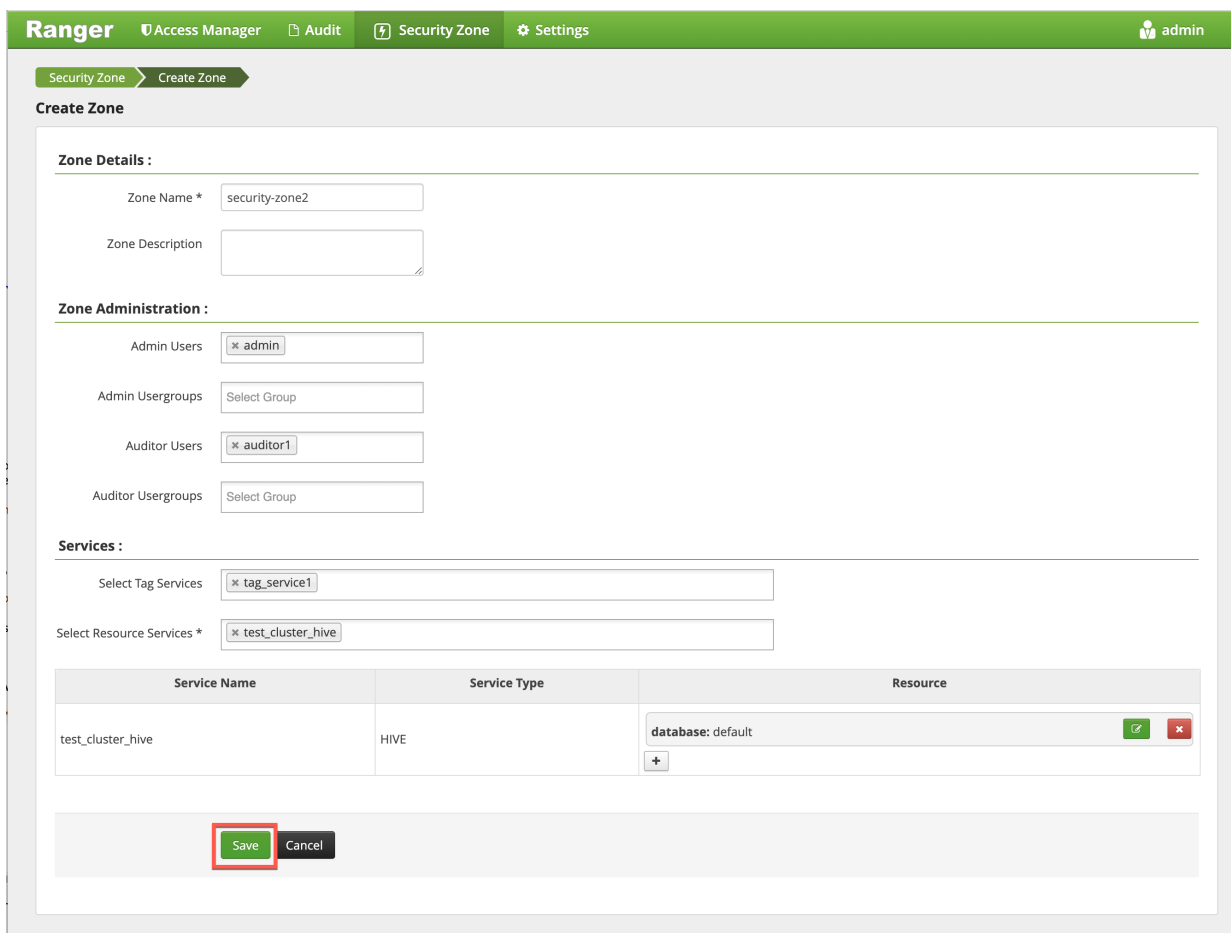 Ranger Access Manager Audit Security Zone Settings admin
Security Zone Create Zone
Create Zone
Zone Details :
Zone Name * security-zone2
Zone Description
Zone Administration :
Admin Users × admin
Admin Usergroups Select Group
Auditor Users × auditor1
Auditor Usergroups Select Group
Services :
Select Tag Services × tag_service1
Select Resource Services * × test_cluster_hive
Service Name Service Type Resource
test_cluster_hive HIVE database: default
+
Save Cancel